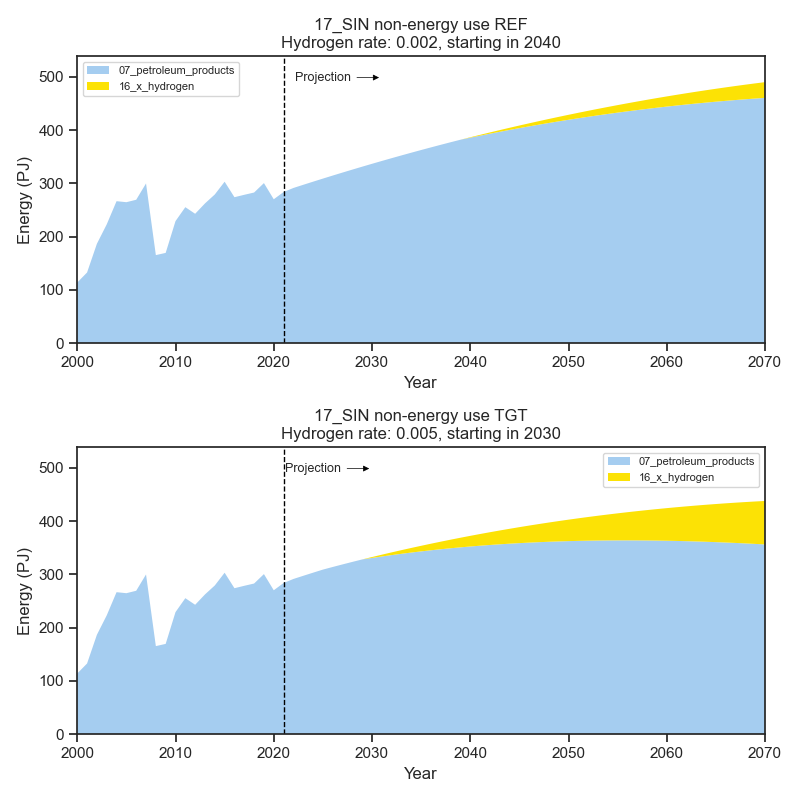 17_SIN non-energy use REF
Hydrogen rate: 0.002, starting in 2040
500
400
300
200
100
0
Energy (PJ)
07_petroleum_products
16_x_hydrogen
Projection
2000 2010 2020 2030 2040 2050 2060 2070
Year
17_SIN non-energy use TGT
Hydrogen rate: 0.005, starting in 2030
500
400
300
200
100
0
Energy (PJ)
Projection
07_petroleum_products
16_x_hydrogen
2000 2010 2020 2030 2040 2050 2060 2070
Year